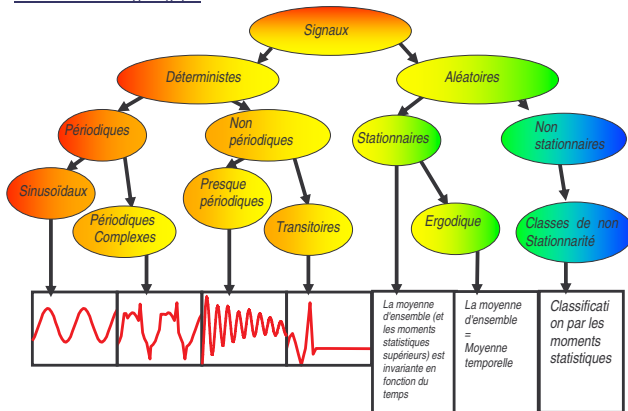 Signaux
Déterministes
Aléatoires
Périodiques
Non
périodiques
Stationnaires
Non
stationnaires
Sinusoïdaux
Périodiques
Complexes
Presque
périodiques
Transitoires
Ergodique
Classes de non
Stationnarité
La moyenne
d'ensemble (et
les moments
statistiques
supérieurs) est
invariante en
fonction du
temps
La moyenne
d'ensemble
=
Moyenne
temporelle
Classificati
on par les
moments
statistiques